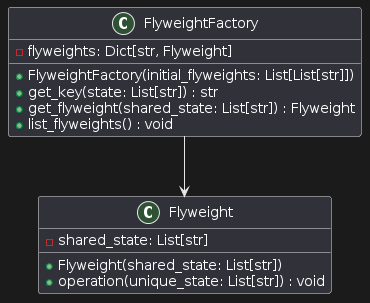 C FlyweightFactory
flyweights: Dict[str, Flyweight]
FlyweightFactory(initial_flyweights: List[List[str]])
get_key(state: List[str]) : str
get_flyweight(shared_state: List[str]) : Flyweight
list_flyweights() : void
C Flyweight
shared_state: List[str]
Flyweight(shared_state: List[str])
operation(unique_state: List[str]) : void